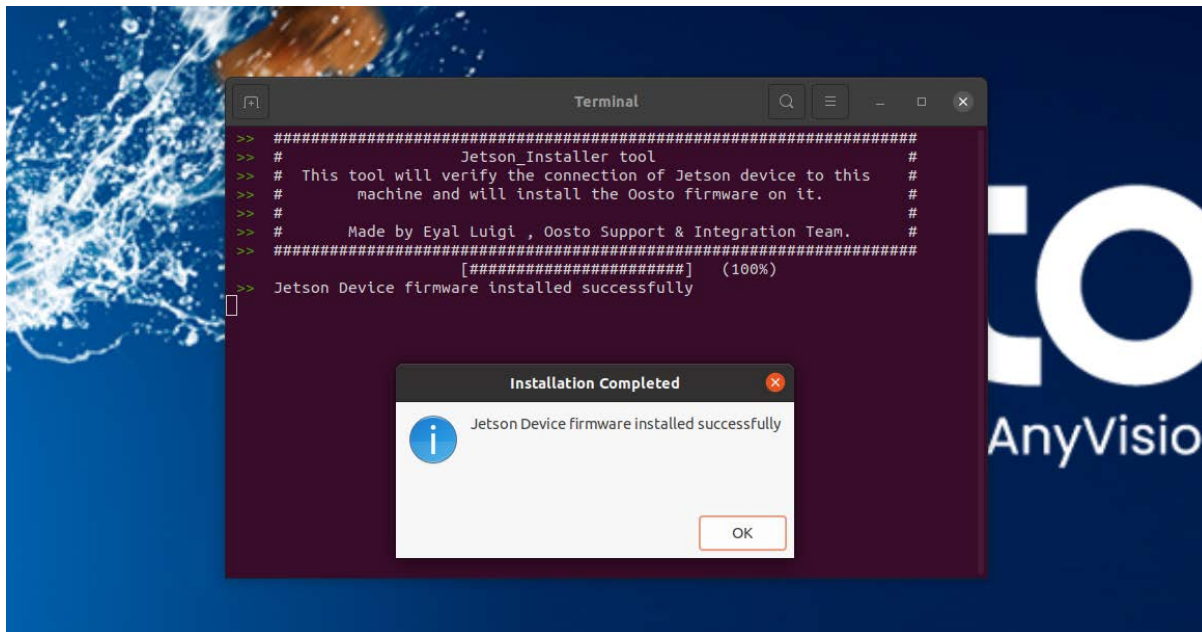 Terminal
>> #####################################################################
>> # Jetson_Installer tool #
>> # This tool will verify the connection of Jetson device to this #
>> # machine and will install the Oosto firmware on it. #
>> # #
>> # Made by Eyal Luigi , Oosto Support & Integration Team. #
>> #####################################################################
[#######################] (100%)
>> Jetson Device firmware installed successfully
Installation Completed
Jetson Device firmware installed successfully
OK
to
AnyVisio